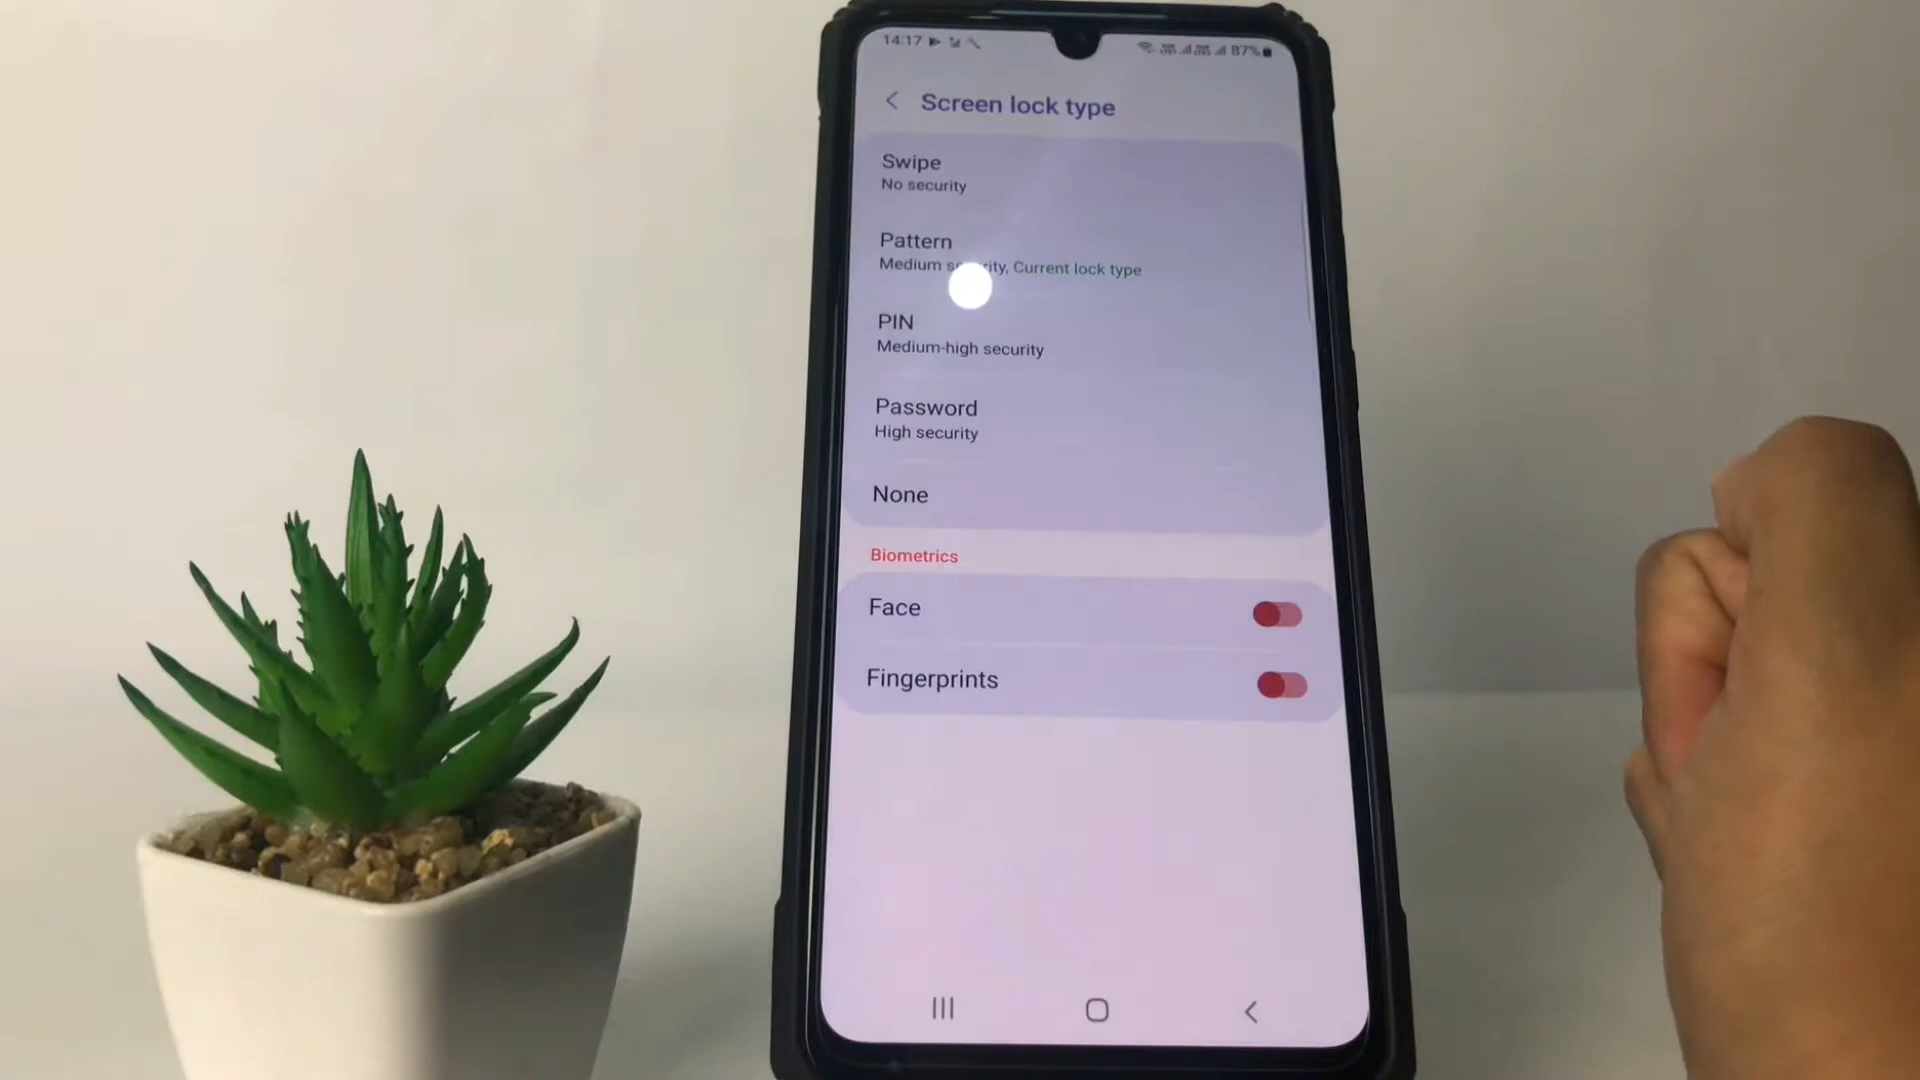 14:17
87%
Screen lock type
Swipe
No security
Pattern
Medium security, Current lock type
PIN
Medium-high security
Password
High security
None
Biometrics
Face
Fingerprints